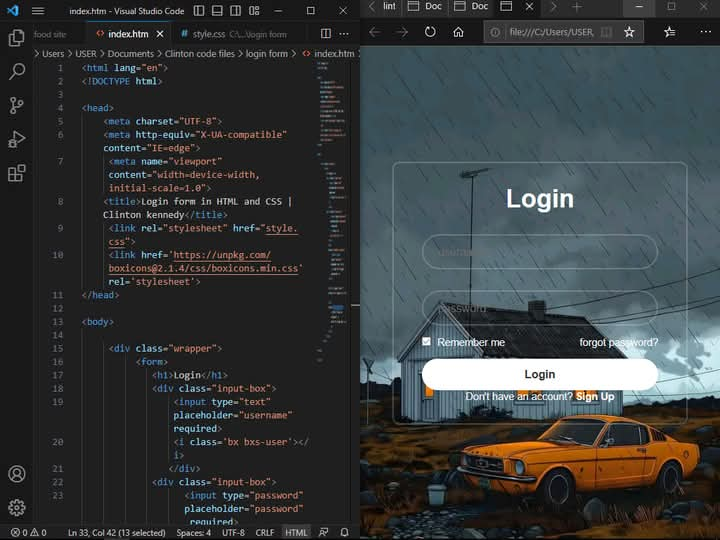 index.htm - Visual Studio Code
food site
index.htm
style.css C:\...\login form
> Users > USER > Documents > Clinton code files > login form > index.htm
1 <html lang="en">
2 <!DOCTYPE html>
3
4 <head>
5 <meta charset="UTF-8">
6 <meta http-equiv="X-UA-compatible"
content="IE=edge">
7 <meta name="viewport"
content="width=device-width,
initial-scale=1.0">
8 <title>Login form in HTML and CSS |
Clinton kennedy</title>
9 <link rel="stylesheet" href="style.
css">
10 <link href='https://unpkg.com/
boxicons@2.1.4/css/boxicons.min.css'
rel='stylesheet'>
11 </head>
12
13 <body>
14
15 <div class="wrapper">
16 <form>
17 <h1>Login</h1>
18 <div class="input-box">
19 <input type="text"
placeholder="username"
required>
20 <i class='bx bxs-user'></
i>
21 </div>
22 <div class="input-box">
23 <input type="password"
placeholder="password"
required>
0 0 Ln 33, Col 42 (13 selected) Spaces: 4 UTF-8 CRLF HTML
lint Doc Doc
file:///C:/Users/USER,
Login
username
password
Remember me forgot password?
Login
Don't have an account? Sign Up